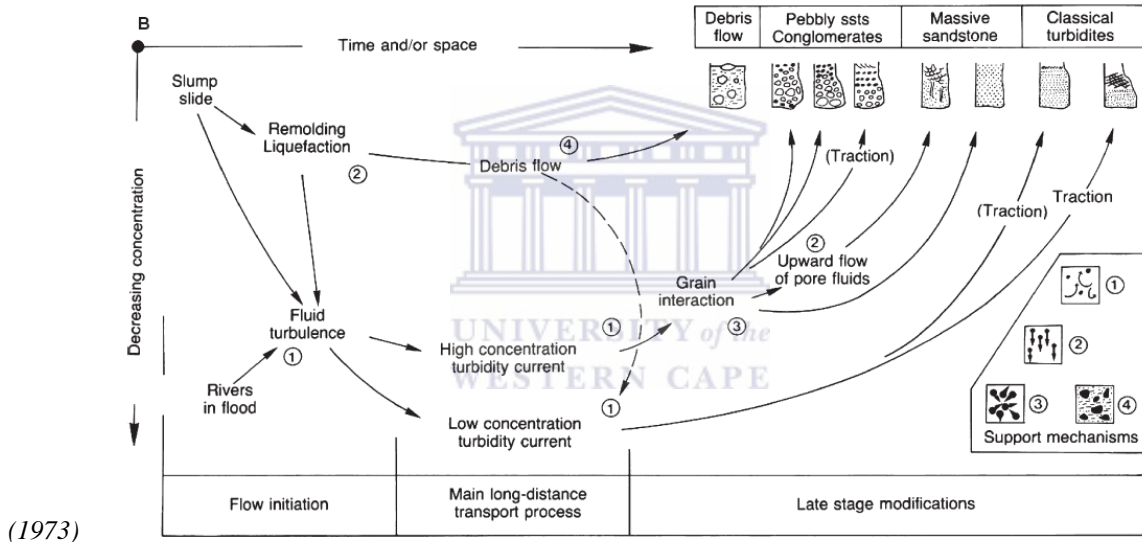 B
Time and/or space
Debris
flow
Pebbly ssts
Conglomerates
Massive
sandstone
Classical
turbidites
Decreasing concentration
Slump
slide
Remolding
Liquefaction
②
Debris flow
④
(Traction)
②
Upward flow
of pore fluids
(Traction)
Traction
Grain
interaction
③
Fluid
turbulence
①
High concentration
turbidity current
①
Rivers
in flood
Low concentration
turbidity current
①
UNIVERSITY of the
WESTERN CAPE
①
②
③
④
Support mechanisms
Flow initiation
Main long-distance
transport process
Late stage modifications
(1973)